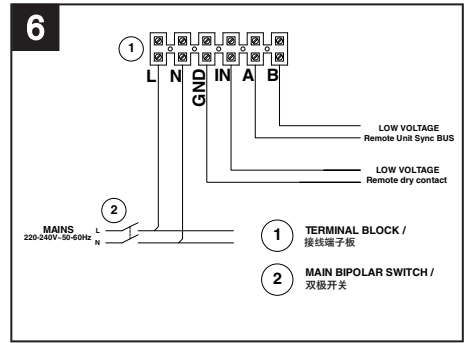 6
1
L N GND IN A B
LOW VOLTAGE
Remote Unit Sync BUS
LOW VOLTAGE
Remote dry contact
2
MAINS
220-240V~50-60Hz
L
N
1 TERMINAL BLOCK /
接线端子板
2 MAIN BIPOLAR SWITCH /
双极开关